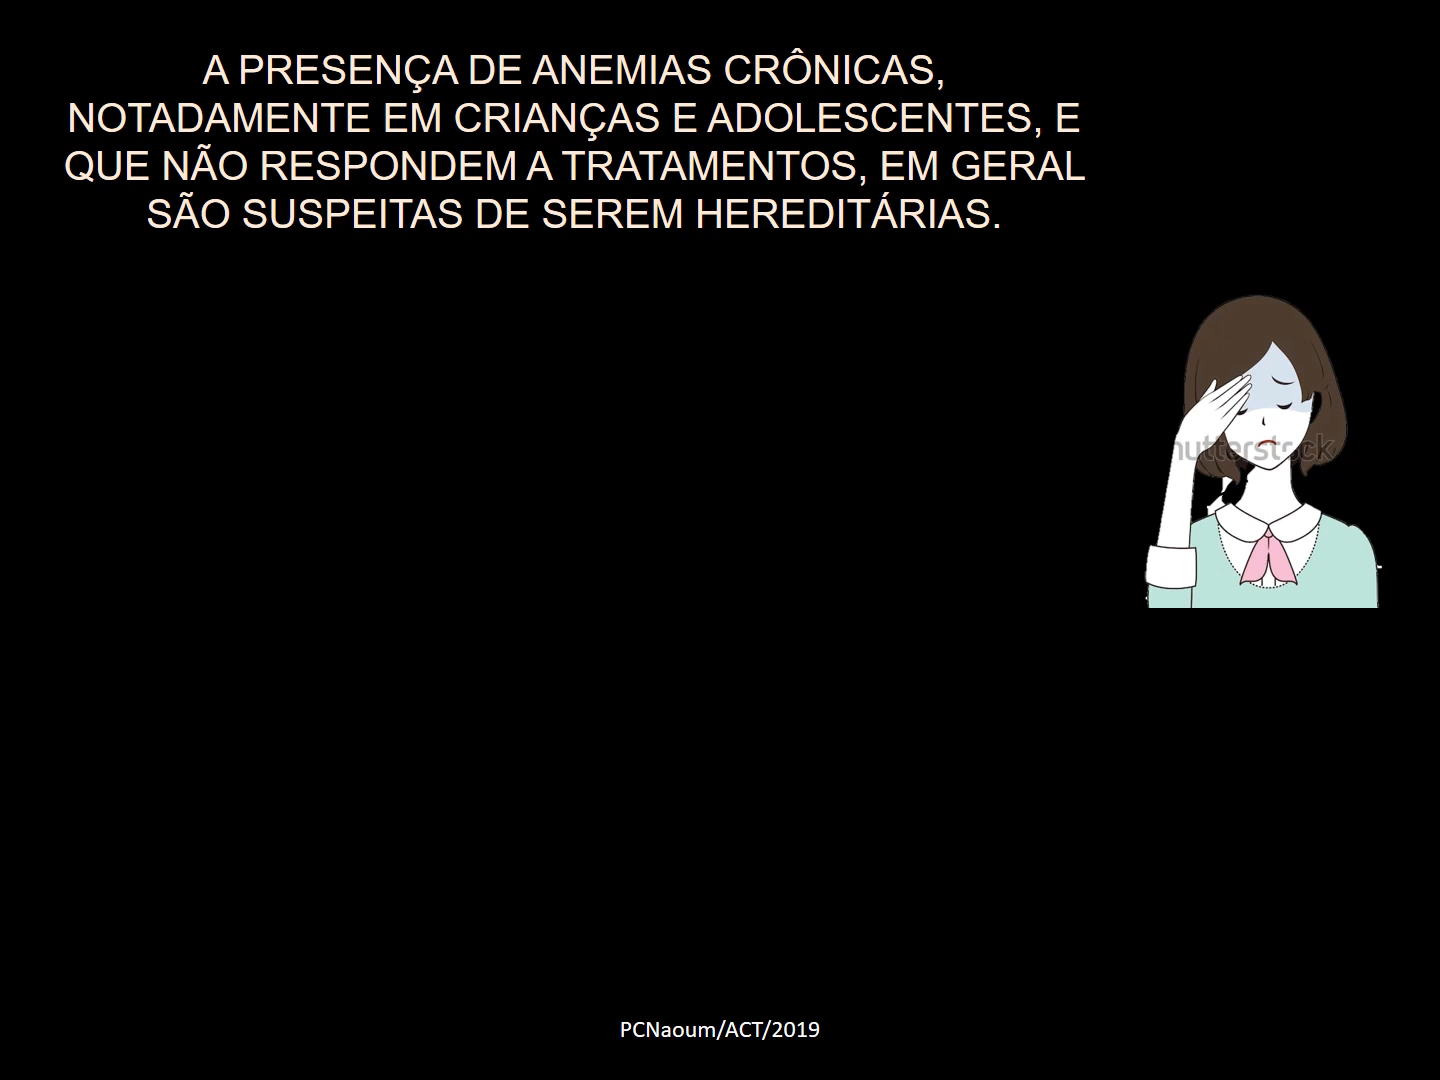 A PRESENÇA DE ANEMIAS CRÔNICAS,
NOTADAMENTE EM CRIANÇAS E ADOLESCENTES, E
QUE NÃO RESPONDEM A TRATAMENTOS, EM GERAL
SÃO SUSPEITAS DE SEREM HEREDITÁRIAS.
utterstock
PCNaoum/ACT/2019